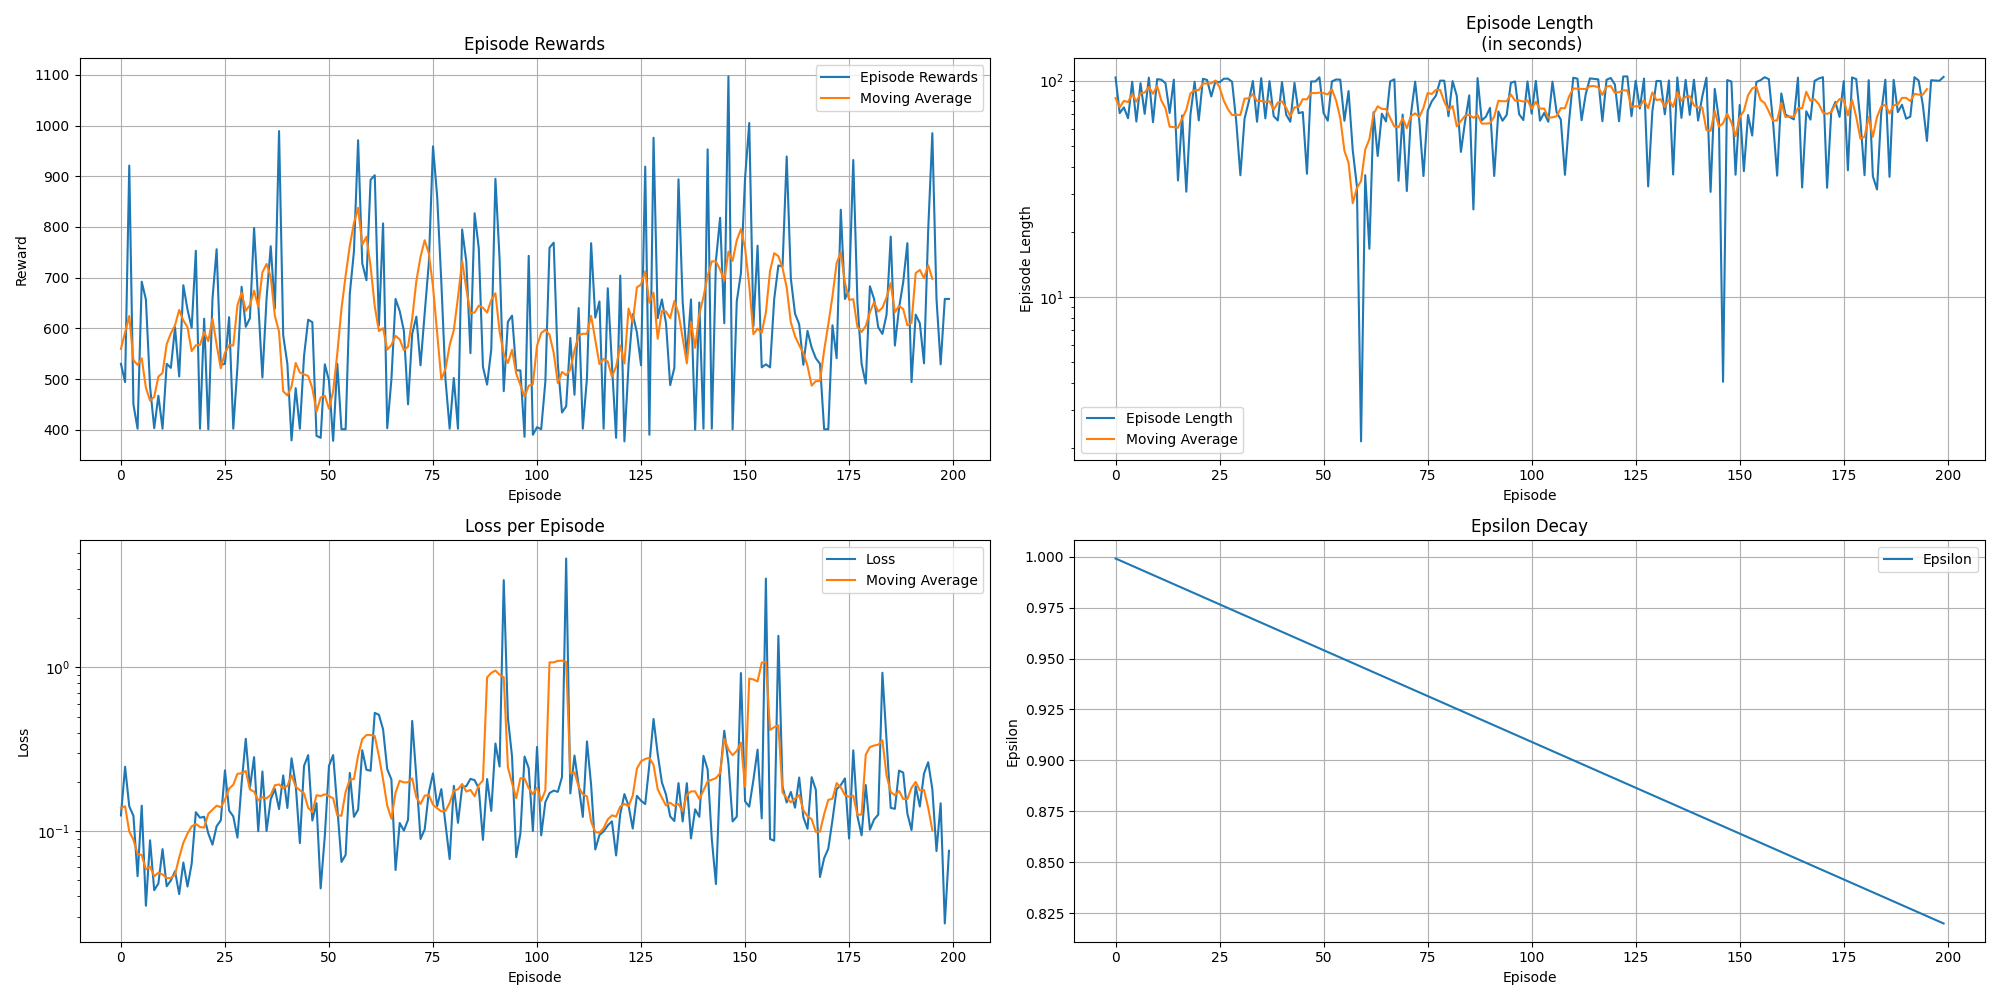 Episode Rewards
1100
1000
900
800
700
600
500
400
Reward
0 25 50 75 100 125 150 175 200
Episode
Episode Rewards
Moving Average
Episode Length
(in seconds)
10²
10¹
Episode Length
0 25 50 75 100 125 150 175 200
Episode
Episode Length
Moving Average
Loss per Episode
10⁰
10⁻¹
Loss
0 25 50 75 100 125 150 175 200
Episode
Loss
Moving Average
Epsilon Decay
1.000
0.975
0.950
0.925
0.900
0.875
0.850
0.825
Epsilon
0 25 50 75 100 125 150 175 200
Episode
Epsilon